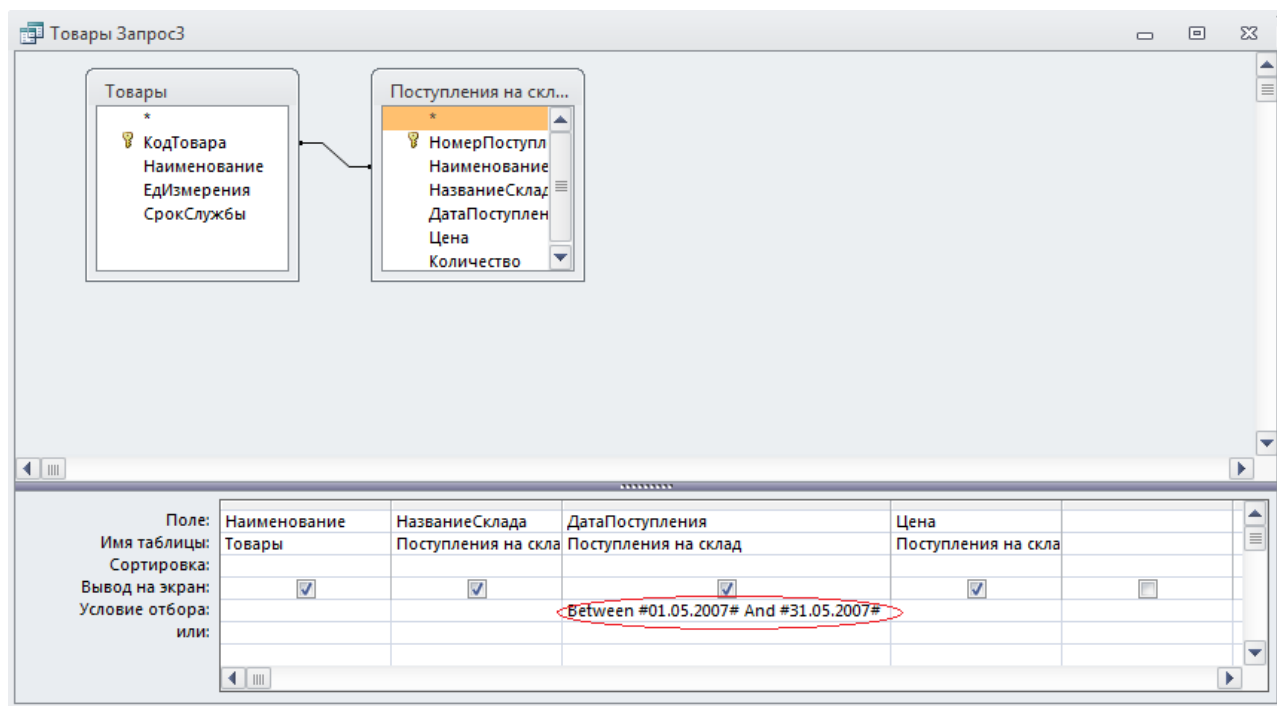 Товары Запрос3
Товары
*
КодТовара
Наименование
ЕдИзмерения
СрокСлужбы
Поступления на скл...
*
НомерПоступл
Наименование
НазваниеСклад
ДатаПоступлен
Цена
Количество
Поле: Наименование НазваниеСклада ДатаПоступления Цена
Имя таблицы: Товары Поступления на скла Поступления на склад Поступления на скла
Сортировка:
Вывод на экран:
Условие отбора: Between #01.05.2007# And #31.05.2007#
или: